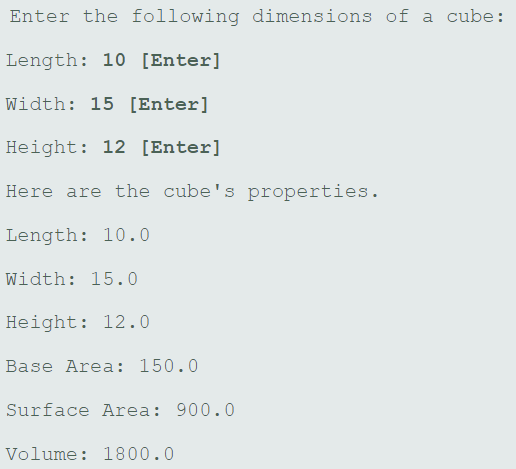 Enter the following dimensions of a cube:
Length: 10 [Enter]
Width: 15 [Enter]
Height: 12 [Enter]
Here are the cube's properties.
Length: 10.0
Width: 15.0
Height: 12.0
Base Area: 150.0
Surface Area: 900.0
Volume: 1800.0